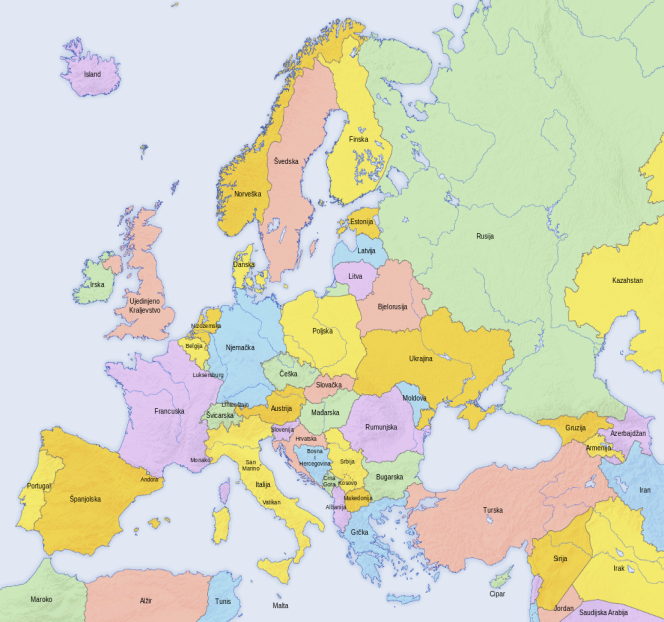 Island
Finska
Švedska
Norveška
Estonija
Rusija
Latvija
Danska
Litva
Irska
Kazahstan
Ujedinjeno
Kraljevstvo
Bjelorusija
Nizozemska
Poljska
Belgija
Njemačka
Ukrajina
Luksemburg
Češka
Slovačka
Moldova
Lihtenštajn
Austrija
Francuska
Švicarska
Mađarska
Rumunjska
Gruzija
Slovenija
Azerbajdžan
Hrvatska
Armenija
Bosna
i
Hercegovina
Monako
San
Marino
Srbija
Andora
Italija
Crna
Gora
Kosovo
Bugarska
Portugal
Španjolska
Vatikan
Makedonija
Iran
Albanija
Turska
Grčka
Sirija
Irak
Cipar
Maroko
Alžir
Tunis
Malta
Jordan
Saudijska Arabija